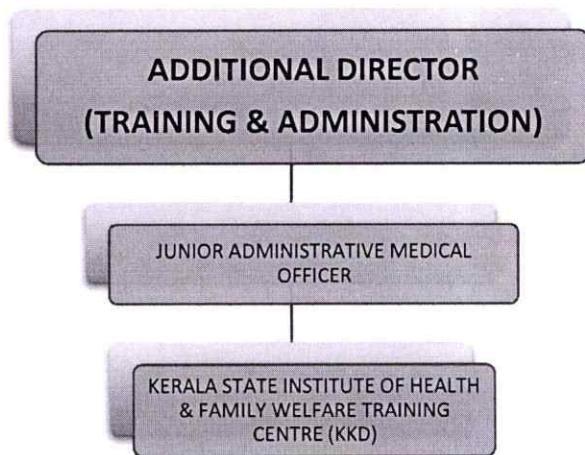 ADDITIONAL DIRECTOR
(TRAINING & ADMINISTRATION)
JUNIOR ADMINISTRATIVE MEDICAL
OFFICER
KERALA STATE INSTITUTE OF HEALTH
& FAMILY WELFARE TRAINING
CENTRE (KKD)